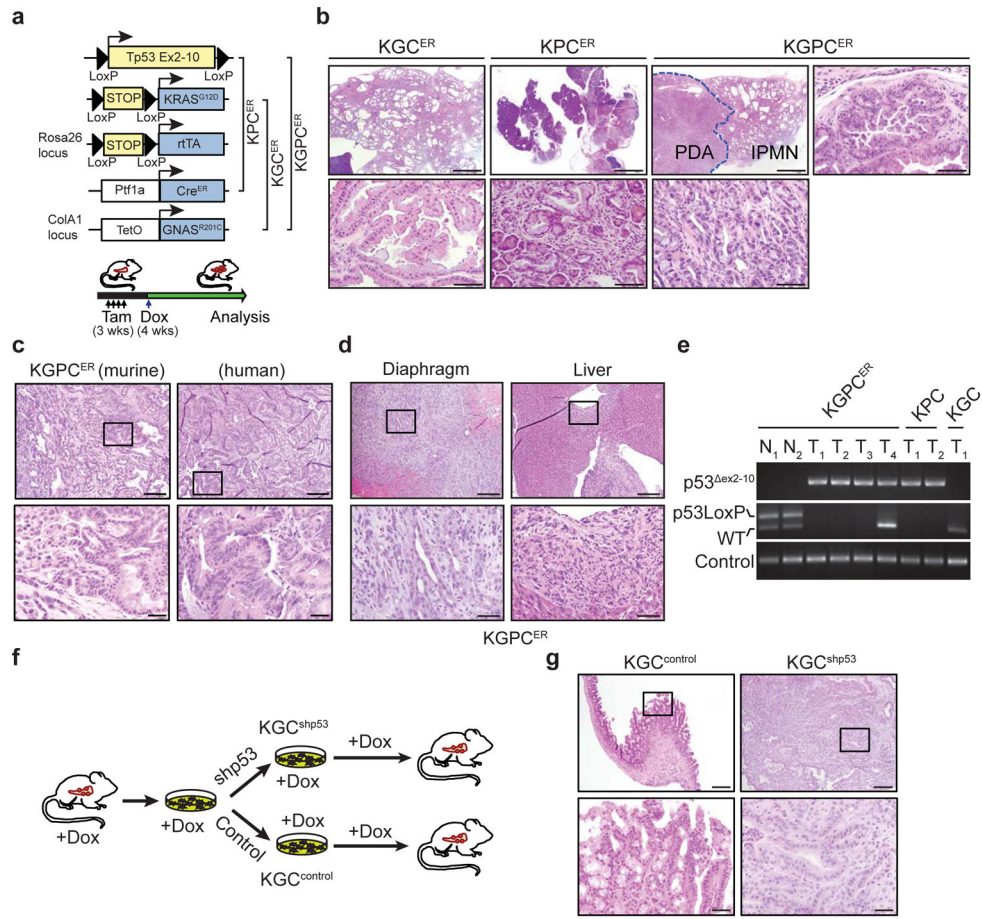 a
Tp53 Ex2-10
LoxP LoxP
STOP KRAS^G12D
LoxP LoxP
Rosa26 locus
STOP rtTA
LoxP LoxP
Ptf1a Cre^ER
ColA1 locus
TetO GNAS^R201C
KPC^ER
KGC^ER
KGPC^ER
Tam (3 wks)
Dox (4 wks)
Analysis
b
KGC^ER KPC^ER KGPC^ER
PDA IPMN
c
KGPC^ER (murine) (human)
d
Diaphragm Liver
KGPC^ER
e
KGPC^ER KPC KGC
N1 N2 T1 T2 T3 T4 T1 T2 T1
p53^Δex2-10
p53LoxP
WT
Control
f
KGC^shp53
shp53 +Dox
+Dox
+Dox +Dox
+Dox
Control +Dox
KGC^control
g
KGC^control KGC^shp53